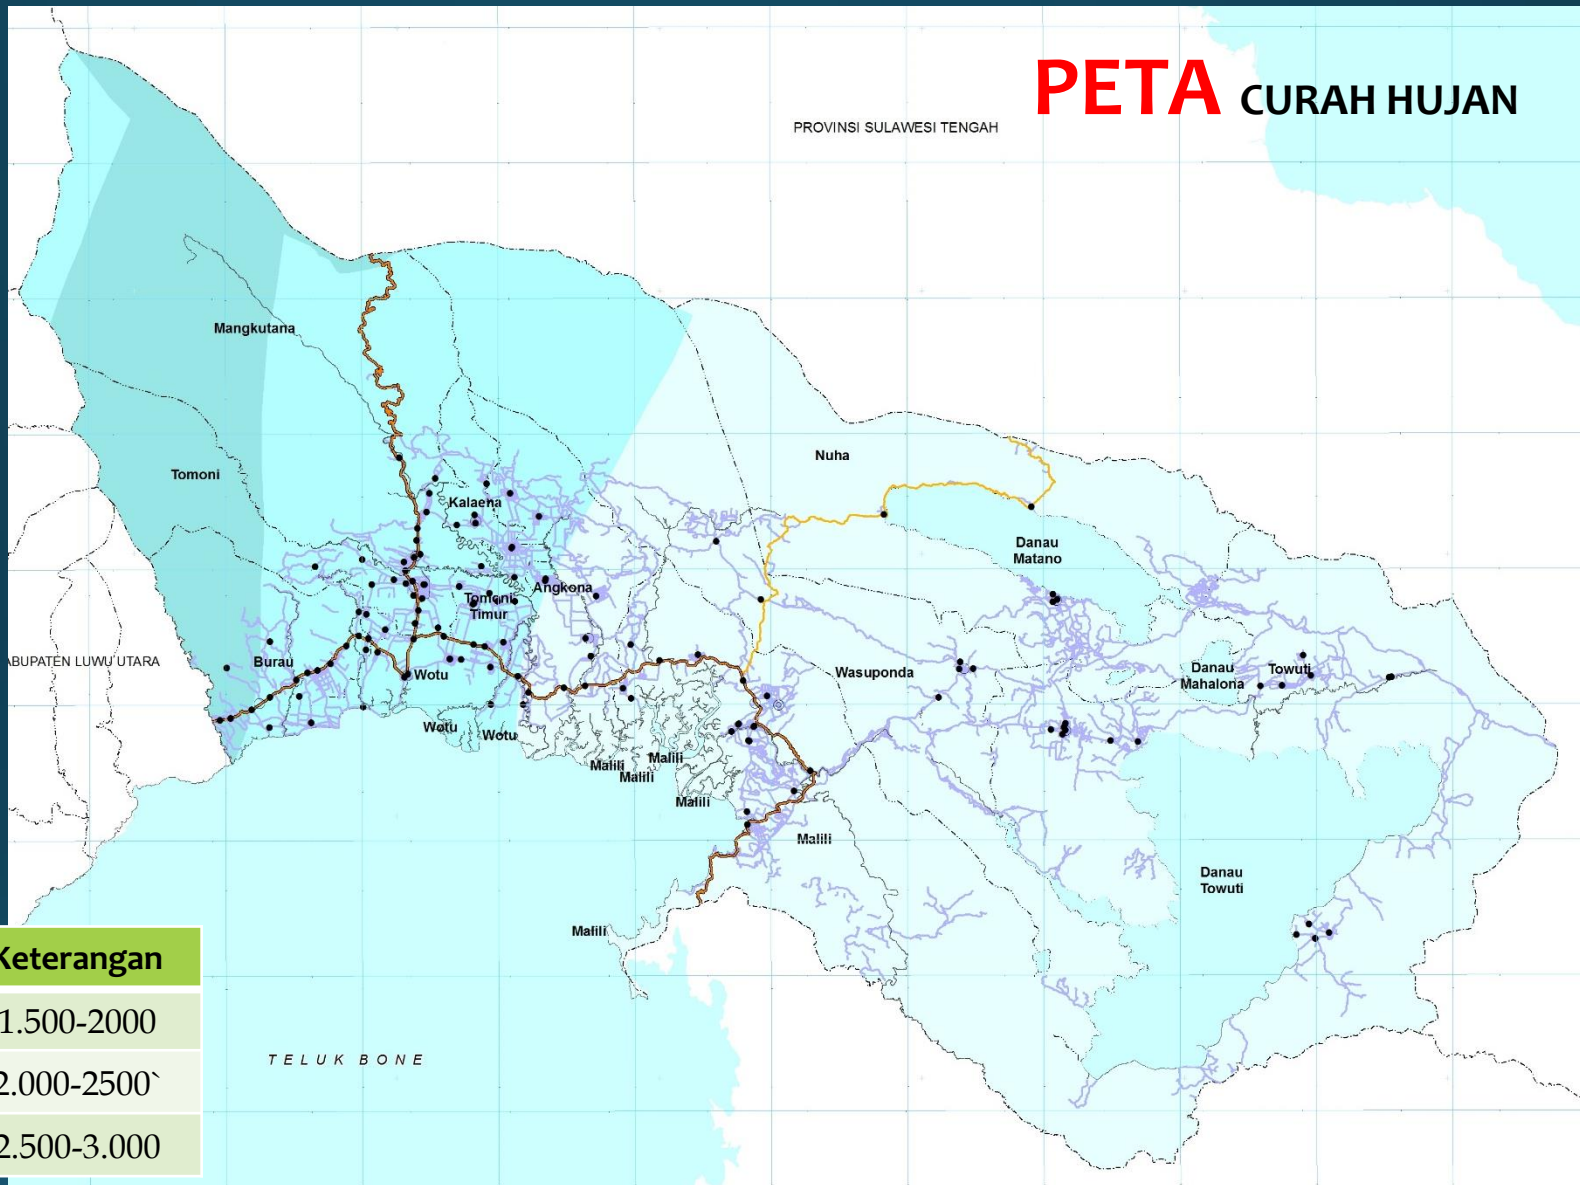 PETA CURAH HUJAN
PROVINSI SULAWESI TENGAH
Mangkutana
Tomoni
Nuha
Kalaena
Danau
Matano
Angkona
Tomoni
Timur
ABUPATEN LUWU UTARA
Burau
Wotu
Wasuponda
Danau
Mahalona
Towuti
Wotu
Wotu
Malili
Malili
Malili
Malili
Malili
Danau
Towuti
Malili
Keterangan
1.500-2000
2.000-2500`
2.500-3.000
TELUK BONE